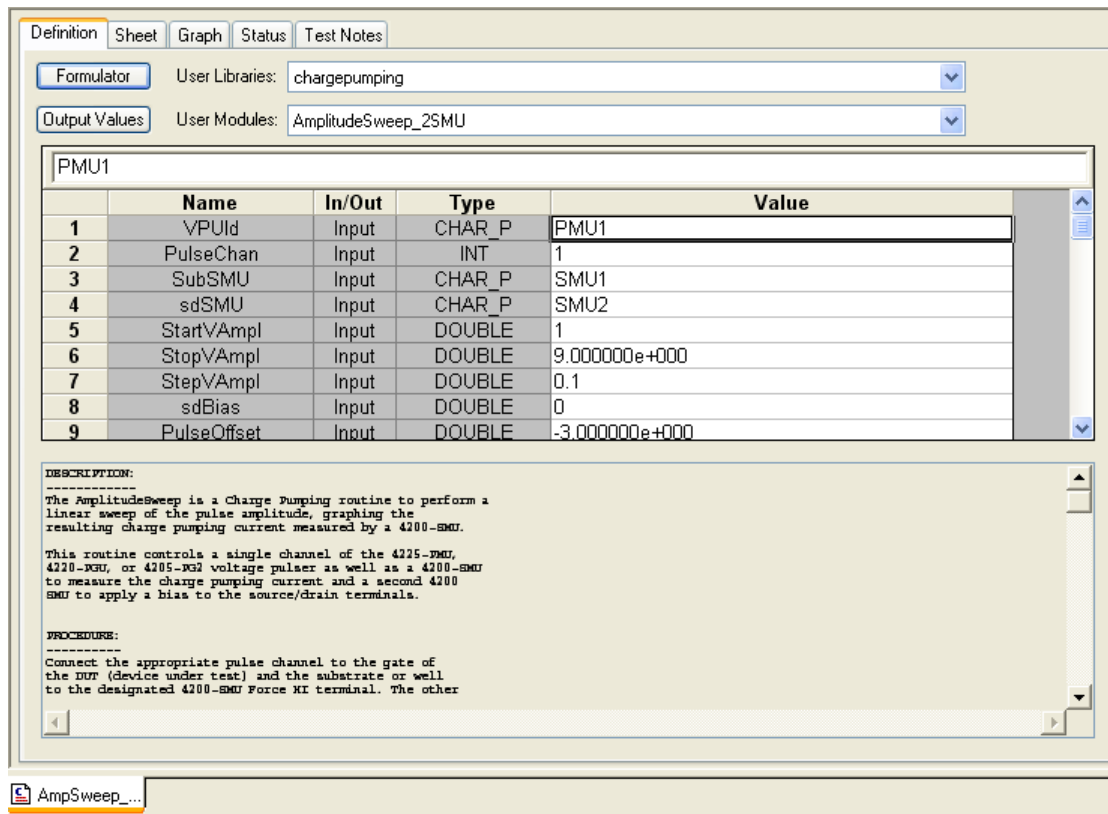 Definition Sheet Graph Status Test Notes
Formulator User Libraries: chargepumping
Output Values User Modules: AmplitudeSweep_2SMU
PMU1
Name In/Out Type Value
1 VPUId Input CHAR_P PMU1
2 PulseChan Input INT 1
3 SubSMU Input CHAR_P SMU1
4 sdSMU Input CHAR_P SMU2
5 StartVAmpl Input DOUBLE 1
6 StopVAmpl Input DOUBLE 9.000000e+000
7 StepVAmpl Input DOUBLE 0.1
8 sdBias Input DOUBLE 0
9 PulseOffset Input DOUBLE -3.000000e+000
DESCRIPTION:
------------
The AmplitudeSweep is a Charge Pumping routine to perform a
linear sweep of the pulse amplitude, graphing the
resulting charge pumping current measured by a 4200-SMU.
This routine controls a single channel of the 4225-PMU,
4220-PGU, or 4205-PG2 voltage pulser as well as a 4200-SMU
to measure the charge pumping current and a second 4200
SMU to apply a bias to the source/drain terminals.
PROCEDURE:
----------
Connect the appropriate pulse channel to the gate of
the DUT (device under test) and the substrate or well
to the designated 4200-SMU Force HI terminal. The other
AmpSweep_...